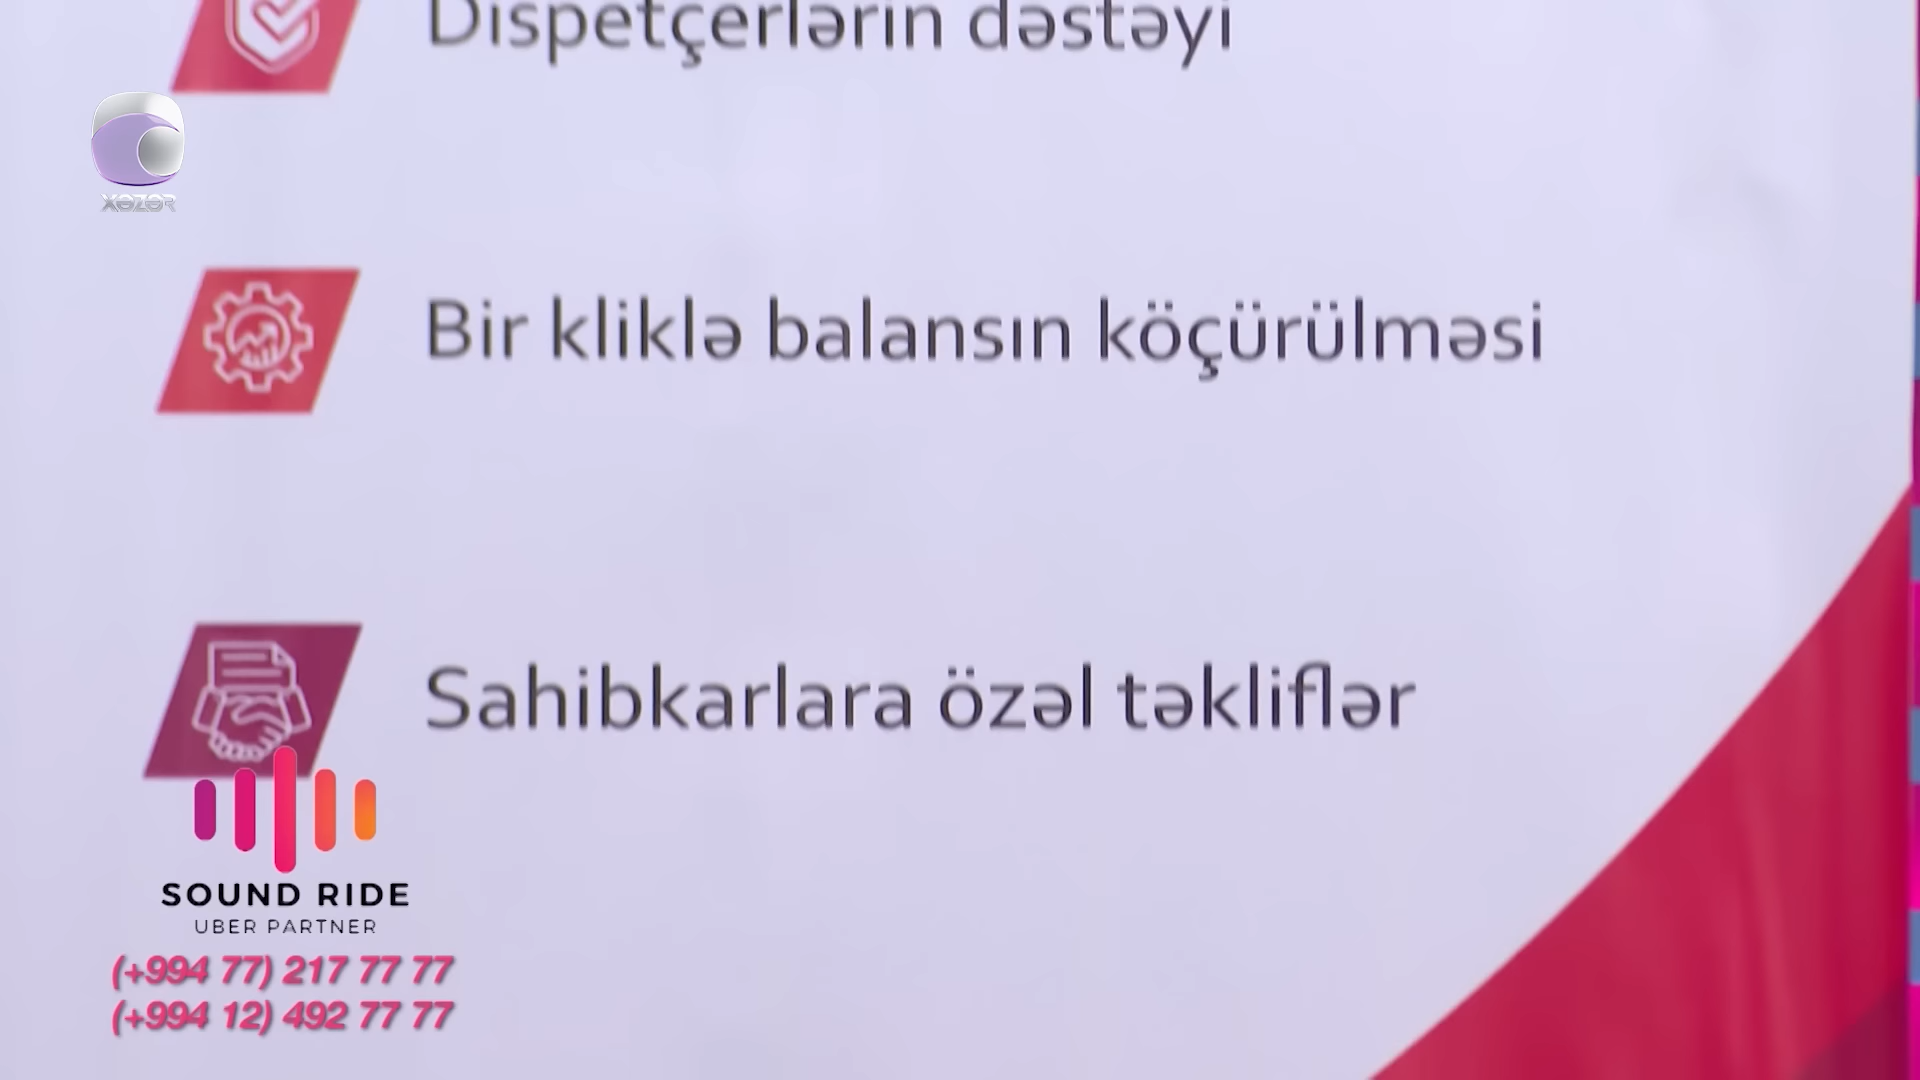 Dispetçerlərin dəstəyi
XƏZƏR
Bir kliklə balansın köçürülməsi
Sahibkarlara özəl təkliflər
SOUND RIDE
UBER PARTNER
(+994 77) 217 77 77
(+994 12) 492 77 77